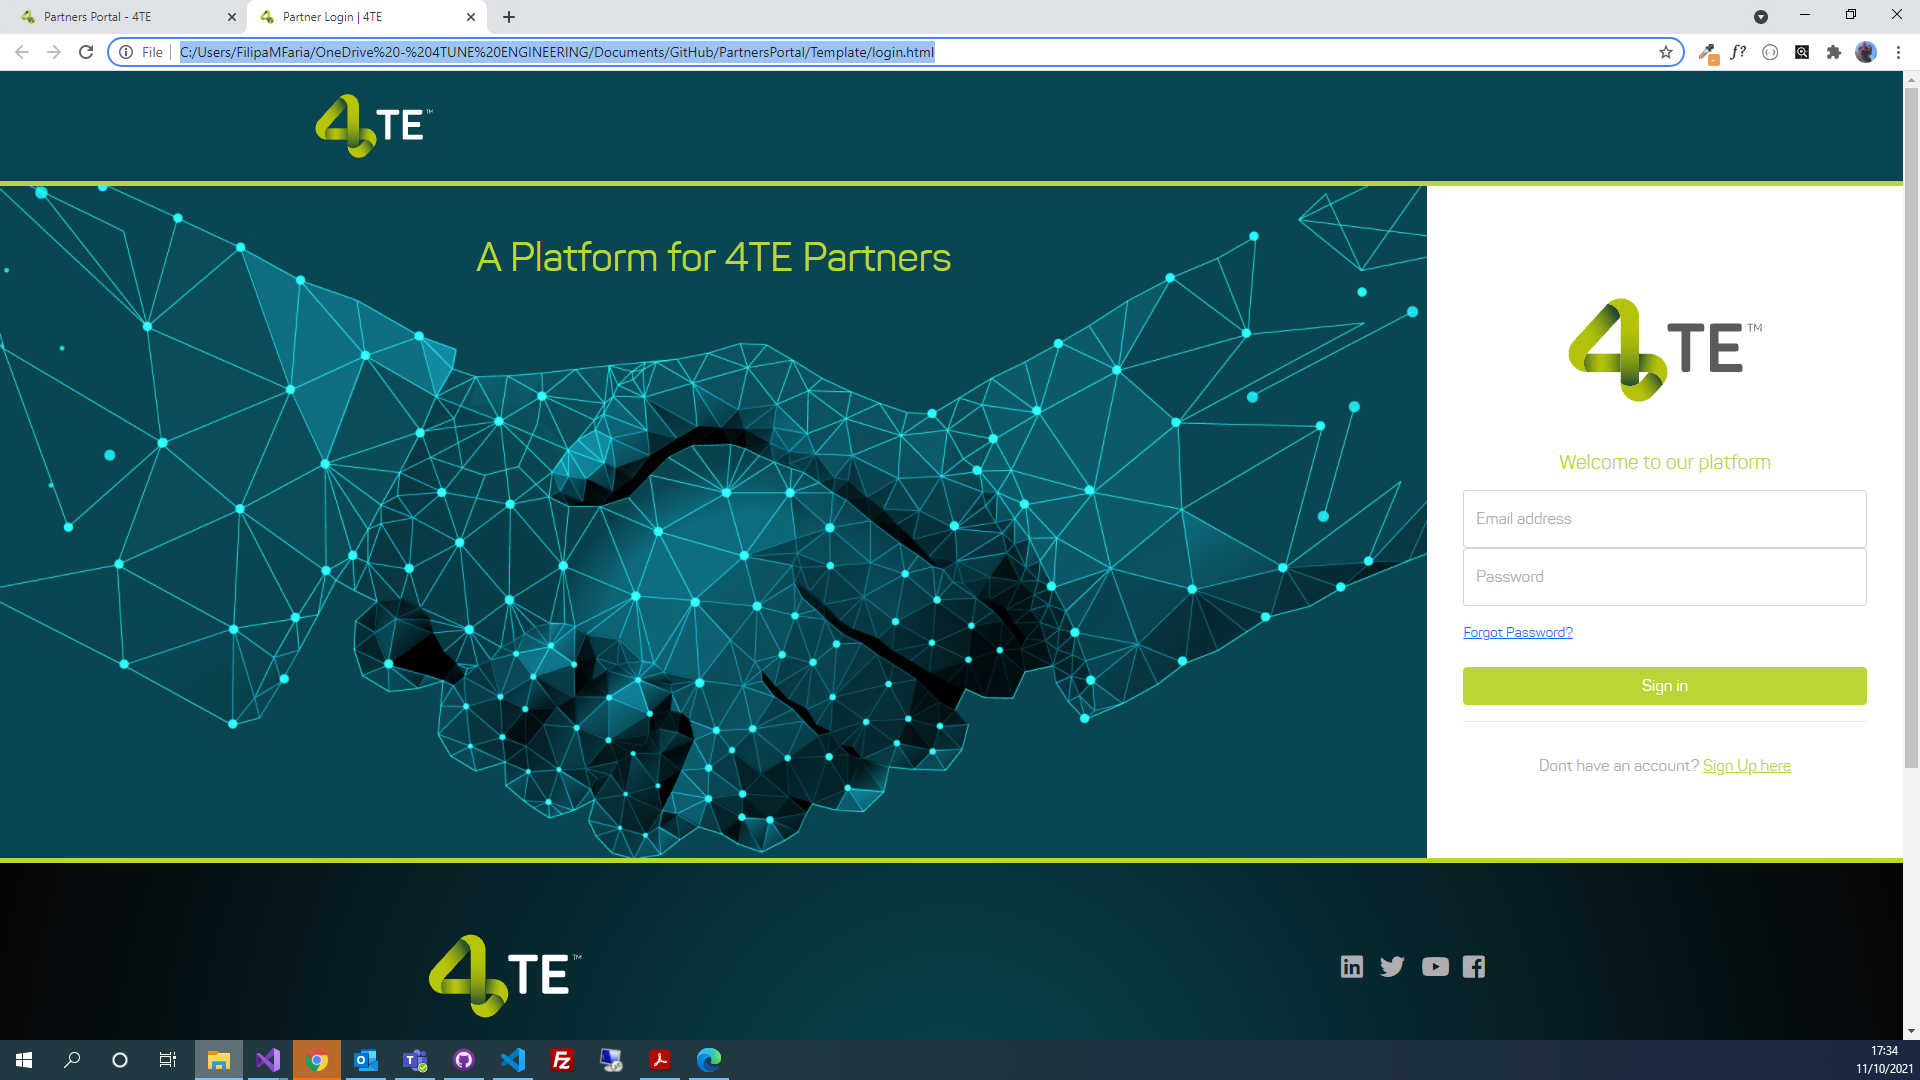 Partners Portal - 4TE
Partner Login | 4TE
File
C:/Users/FilipaMFaria/OneDrive%20-%204TUNE%20ENGINEERING/Documents/GitHub/PartnersPortal/Template/login.html
f?
4TE™
A Platform for 4TE Partners
4TE™
Welcome to our platform
Email address
Password
Forgot Password?
Sign in
Dont have an account? Sign Up here
4TE™
17:34
11/10/2021